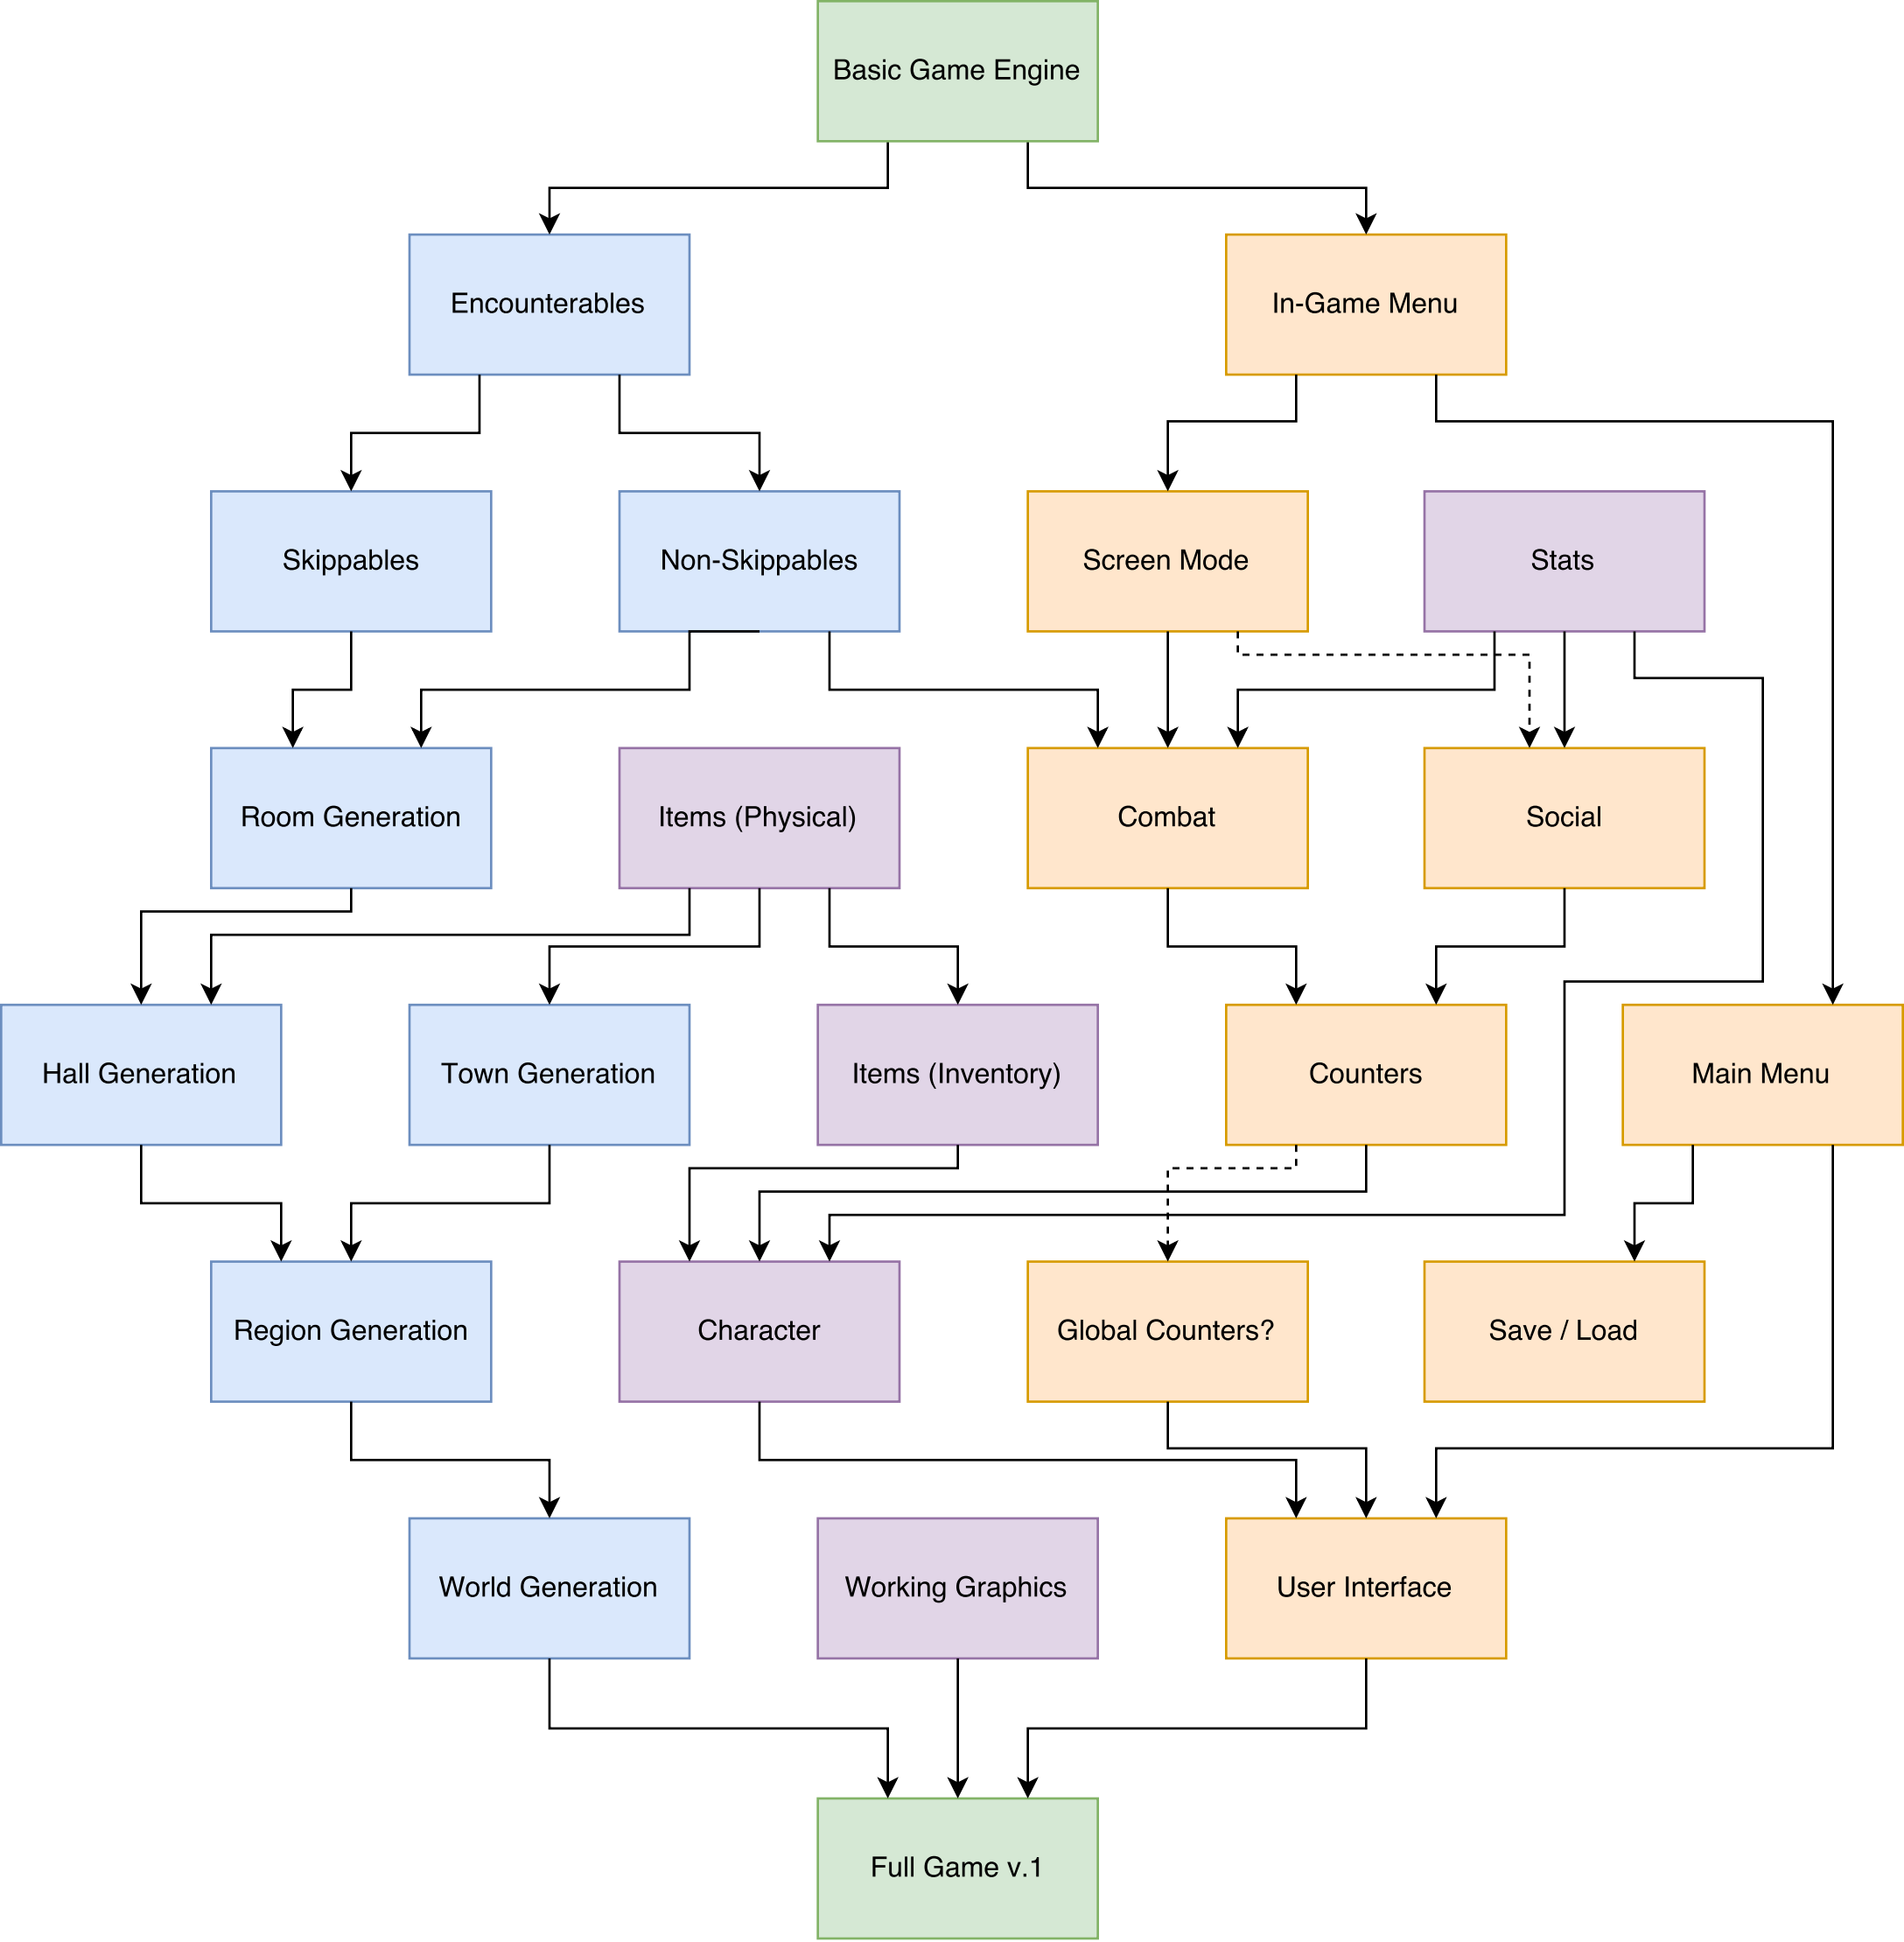 Basic Game Engine
Encounterables
In-Game Menu
Skippables
Non-Skippables
Screen Mode
Stats
Room Generation
Items (Physical)
Combat
Social
Hall Generation
Town Generation
Items (Inventory)
Counters
Main Menu
Region Generation
Character
Global Counters?
Save / Load
World Generation
Working Graphics
User Interface
Full Game v.1